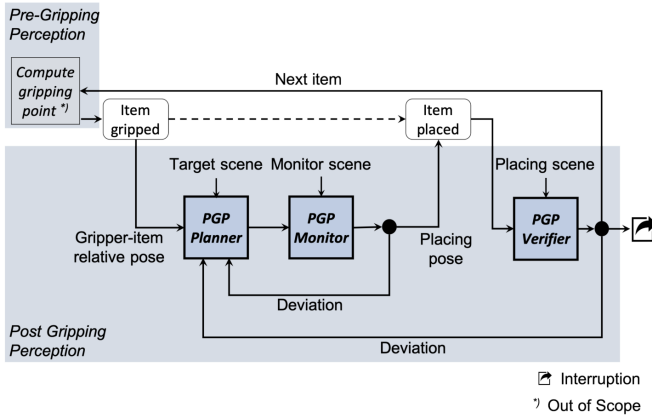 Pre-Gripping
Perception
Compute
gripping
point *)
Next item
Item
gripped
Item
placed
Target scene
Monitor scene
Placing scene
PGP
Planner
PGP
Monitor
PGP
Verifier
Gripper-item
relative pose
Placing
pose
Deviation
Deviation
Post Gripping
Perception
Interruption
*) Out of Scope